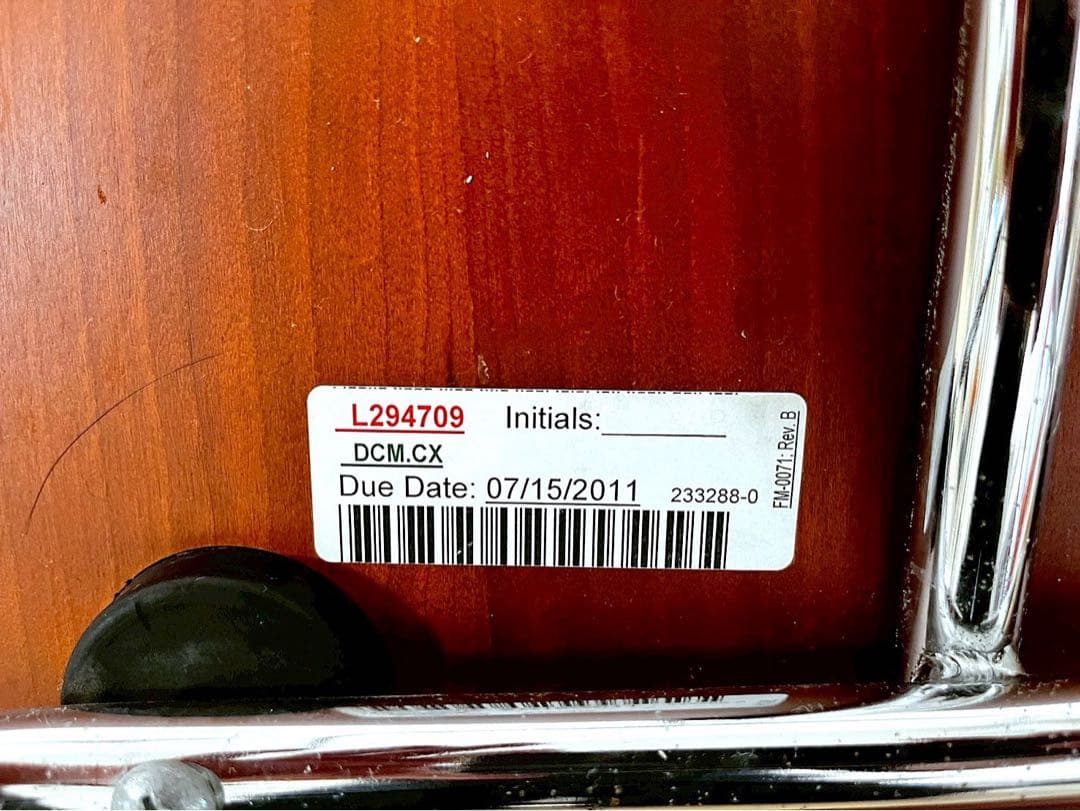 L294709 Initials:
DCM.CX
Due Date: 07/15/2011 233288-0
FM-0071: Rev. B